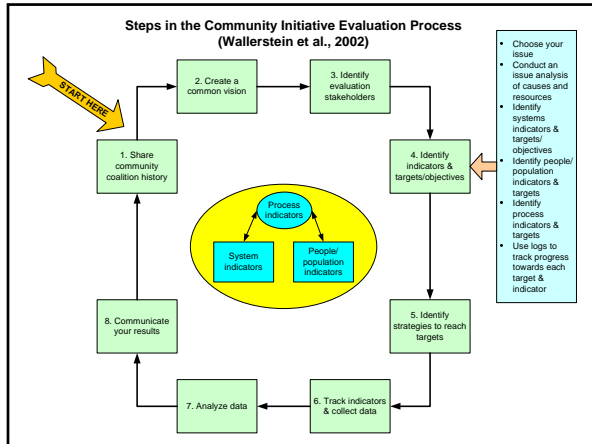 Steps in the Community Initiative Evaluation Process
(Wallerstein et al., 2002)
START HERE
1. Share
community
coalition history
2. Create a
common vision
3. Identify
evaluation
stakeholders
4. Identify
indicators &
targets/objectives
• Choose your
issue
• Conduct an
issue analysis
of causes and
resources
• Identify
systems
indicators &
targets/
objectives
• Identify people/
population
indicators &
targets
• Identify
process
indicators &
targets
• Use logs to
track progress
towards each
target &
indicator
Process
indicators
System
indicators
People/
population
indicators
5. Identify
strategies to reach
targets
6. Track indicators
& collect data
7. Analyze data
8. Communicate
your results